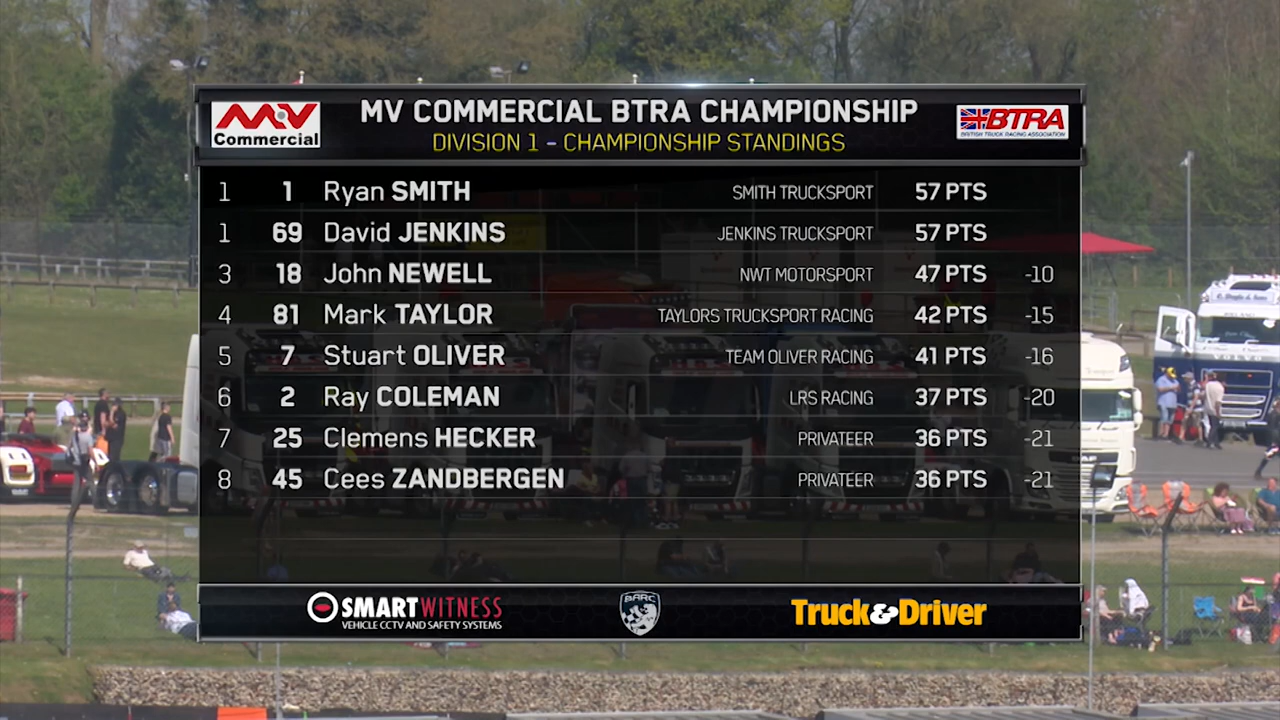 MV Commercial
MV COMMERCIAL BTRA CHAMPIONSHIP
DIVISION 1 - CHAMPIONSHIP STANDINGS
BTRA
BRITISH TRUCK RACING ASSOCIATION
1 1 Ryan SMITH SMITH TRUCKSPORT 57 PTS
1 69 David JENKINS JENKINS TRUCKSPORT 57 PTS
3 18 John NEWELL NWT MOTORSPORT 47 PTS -10
4 81 Mark TAYLOR TAYLORS TRUCKSPORT RACING 42 PTS -15
5 7 Stuart OLIVER TEAM OLIVER RACING 41 PTS -16
6 2 Ray COLEMAN LRS RACING 37 PTS -20
7 25 Clemens HECKER PRIVATEER 36 PTS -21
8 45 Cees ZANDBERGEN PRIVATEER 36 PTS -21
SMARTWITNESS
VEHICLE CCTV AND SAFETY SYSTEMS
BARC
Truck&Driver
VOLVO
11